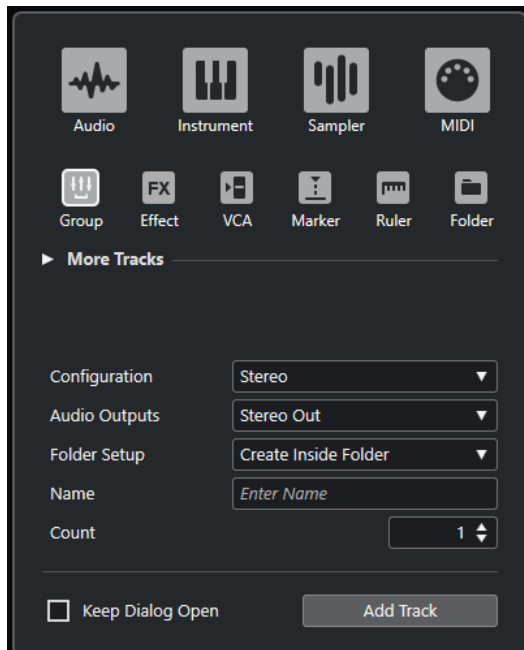 Audio Instrument Sampler MIDI
FX
Group Effect VCA Marker Ruler Folder
More Tracks
Configuration Stereo
Audio Outputs Stereo Out
Folder Setup Create Inside Folder
Name Enter Name
Count 1
Keep Dialog Open Add Track